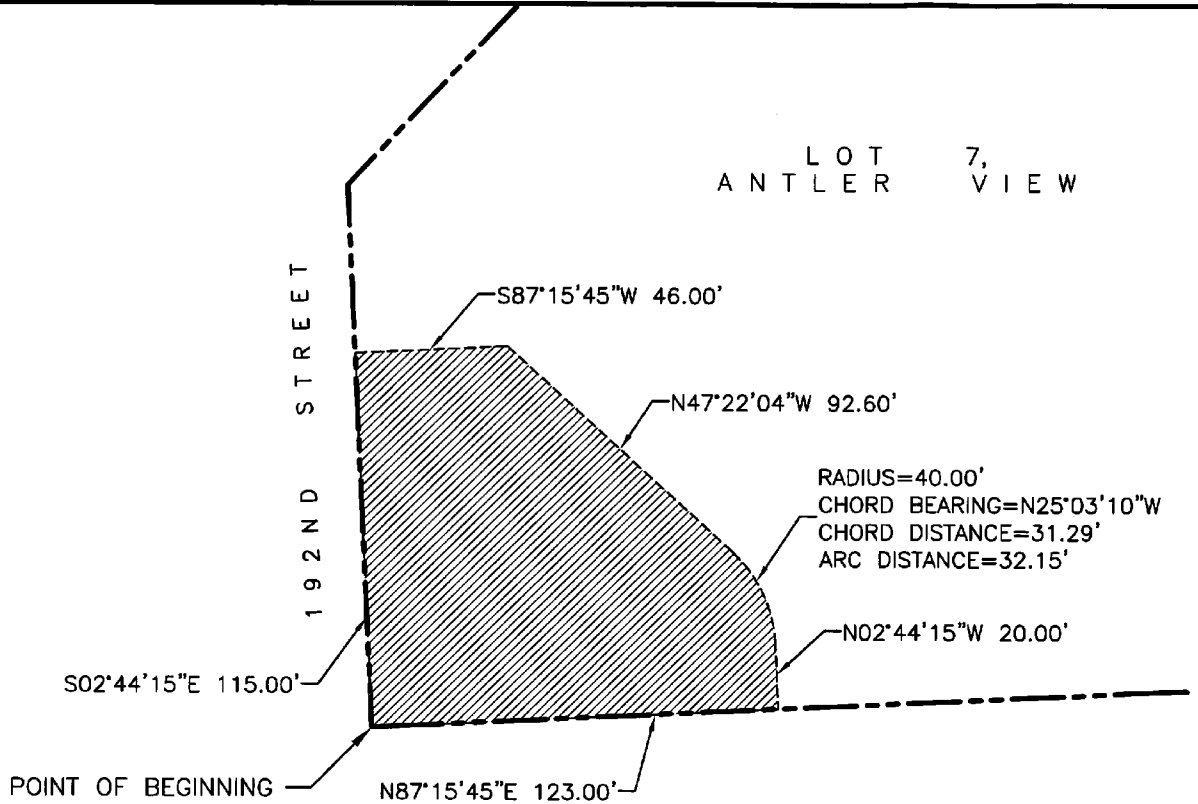 LOT 7,
ANTLER VIEW
192ND STREET
S87°15'45"W 46.00'
N47°22'04"W 92.60'
RADIUS=40.00'
CHORD BEARING=N25°03'10"W
CHORD DISTANCE=31.29'
ARC DISTANCE=32.15'
N02°44'15"W 20.00'
S02°44'15"E 115.00'
POINT OF BEGINNING
N87°15'45"E 123.00'